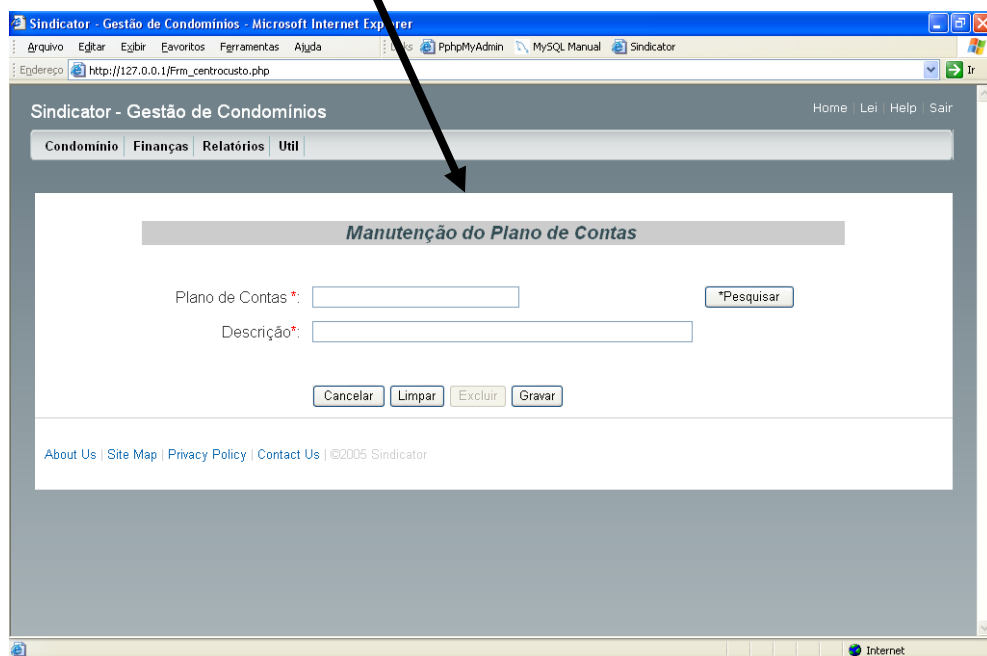 Sindicator - Gestão de Condomínios - Microsoft Internet Explorer
Arquivo Editar Exibir Favoritos Ferramentas Ajuda Links PphpMyAdmin MySQL Manual Sindicator
Endereço http://127.0.0.1/Frm_centrocusto.php Ir
Sindicator - Gestão de Condomínios
Home | Lei | Help | Sair
Condomínio Finanças Relatórios Util
Manutenção do Plano de Contas
Plano de Contas *: *Pesquisar
Descrição*:
Cancelar Limpar Excluir Gravar
About Us | Site Map | Privacy Policy | Contact Us | ©2005 Sindicator
Internet